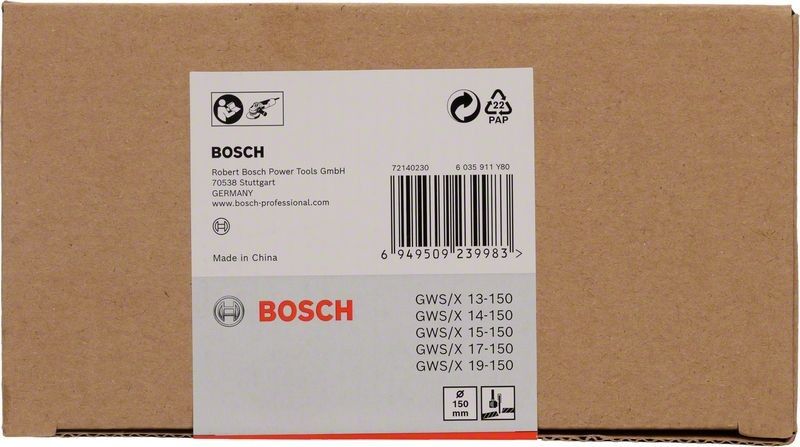 22
PAP
BOSCH
Robert Bosch Power Tools GmbH
70538 Stuttgart
GERMANY
www.bosch-professional.com
72140230 6 035 911 Y80
6 949509 239983 >
Made in China
BOSCH
GWS/X 13-150
GWS/X 14-150
GWS/X 15-150
GWS/X 17-150
GWS/X 19-150
Ø
150
mm